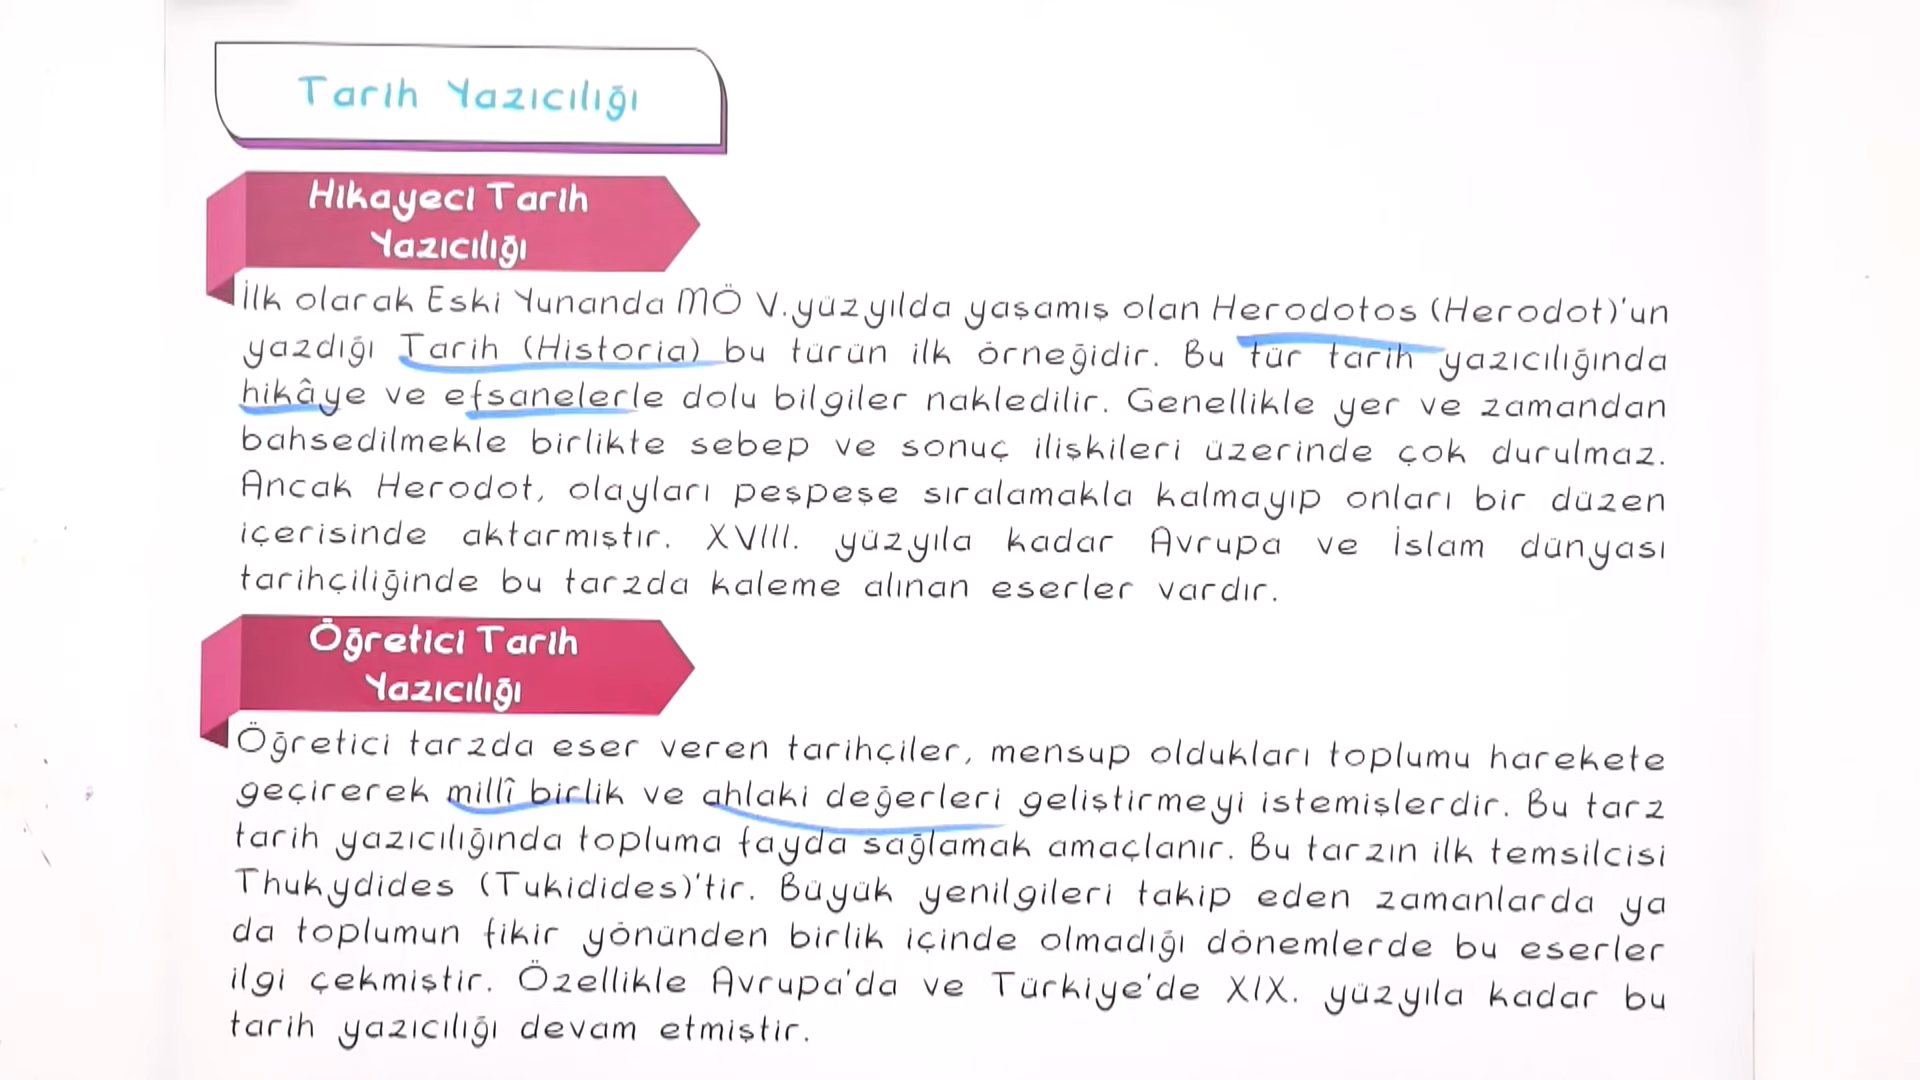 Tarih Yazıcılığı
Hikayeci Tarih
Yazıcılığı
İlk olarak Eski Yunanda MÖ V.yüzyılda yaşamış olan Herodotos (Herodot)'un
yazdığı Tarih (Historia) bu türün ilk örneğidir. Bu tür tarih yazıcılığında
hikâye ve efsanelerle dolu bilgiler nakledilir. Genellikle yer ve zamandan
bahsedilmekle birlikte sebep ve sonuç ilişkileri üzerinde çok durulmaz.
Ancak Herodot, olayları peşpeşe sıralamakla kalmayıp onları bir düzen
içerisinde aktarmıştır. XVIII. yüzyıla kadar Avrupa ve İslam dünyası
tarihçiliğinde bu tarzda kaleme alınan eserler vardır.
Öğretici Tarih
Yazıcılığı
Öğretici tarzda eser veren tarihçiler, mensup oldukları toplumu harekete
geçirerek millî birlik ve ahlaki değerleri geliştirmeyi istemişlerdir. Bu tarz
tarih yazıcılığında topluma fayda sağlamak amaçlanır. Bu tarzın ilk temsilcisi
Thukydides (Tukidides)'tir. Büyük yenilgileri takip eden zamanlarda ya
da toplumun fikir yönünden birlik içinde olmadığı dönemlerde bu eserler
ilgi çekmiştir. Özellikle Avrupa'da ve Türkiye'de XIX. yüzyıla kadar bu
tarih yazıcılığı devam etmiştir.